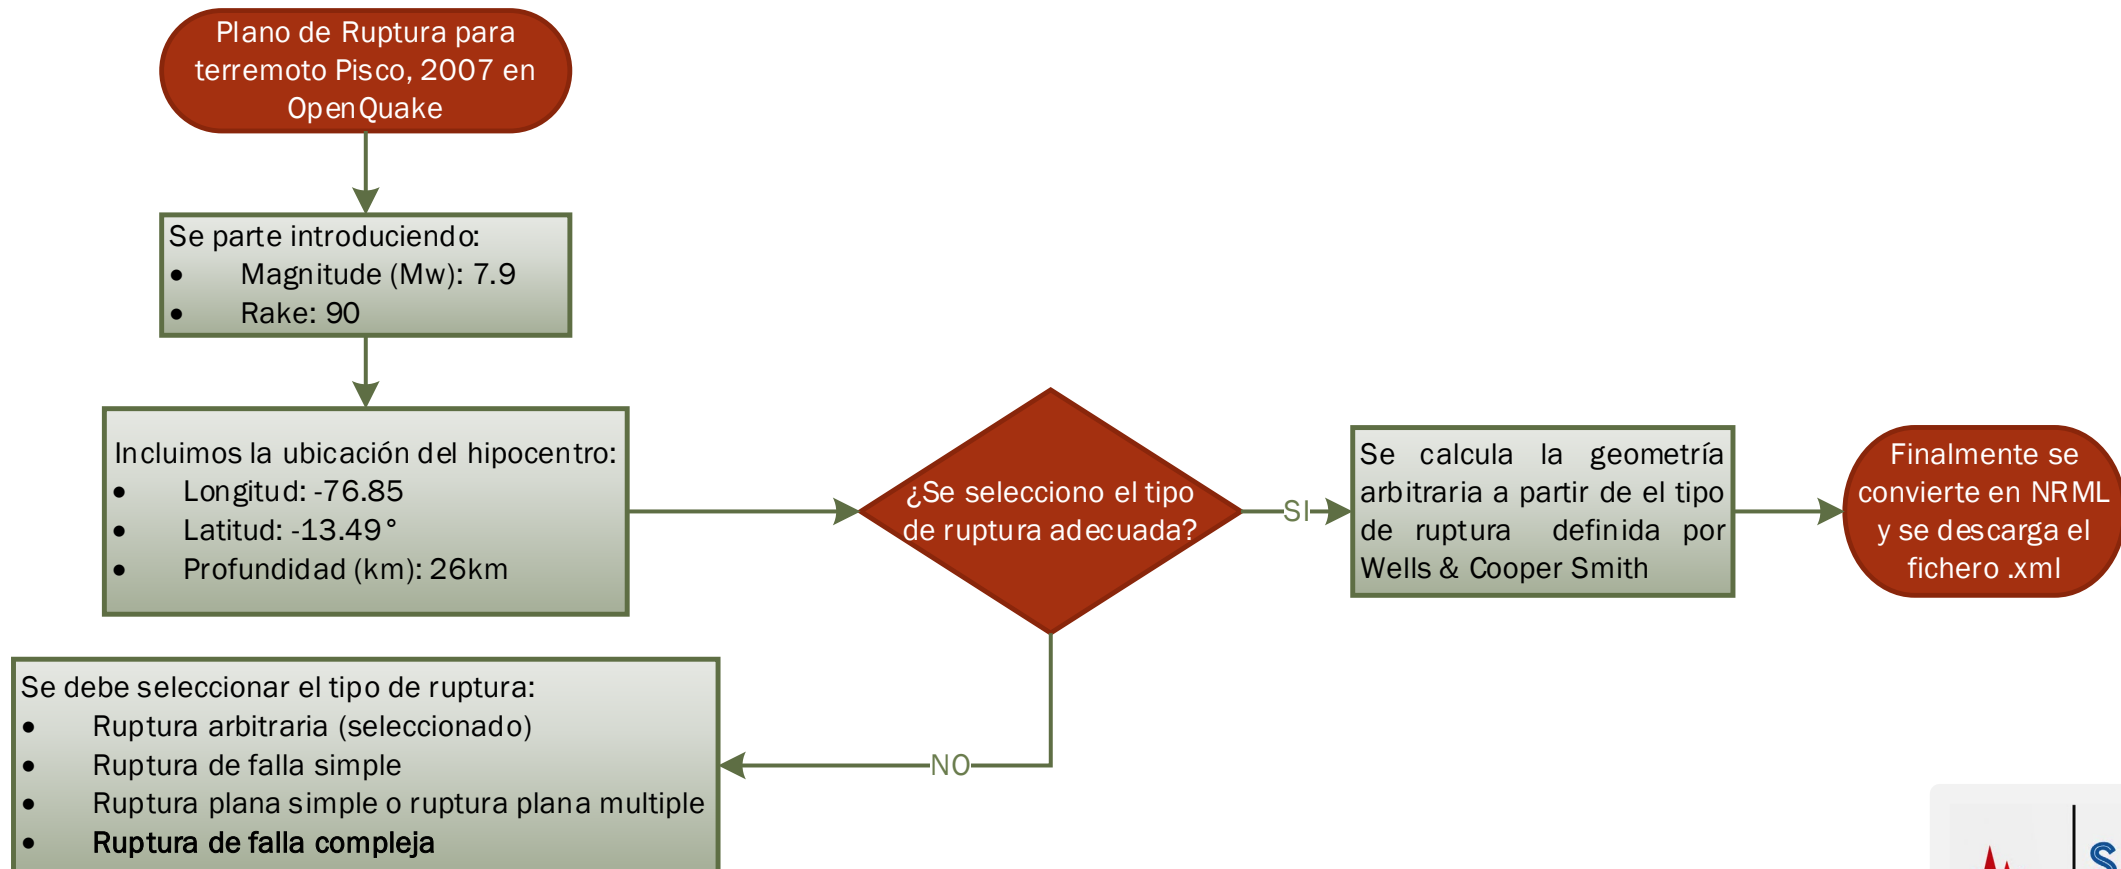 Plano de Ruptura para
terremoto Pisco, 2007 en
OpenQuake
Se parte introduciendo:
• Magnitude (Mw): 7.9
• Rake: 90
Incluimos la ubicación del hipocentro:
• Longitud: -76.85
• Latitud: -13.49°
• Profundidad (km): 26km
¿Se selecciono el tipo
de ruptura adecuada?
SI
Se calcula la geometría
arbitraria a partir de el tipo
de ruptura definida por
Wells & Cooper Smith
Finalmente se
convierte en NRML
y se descarga el
fichero .xml
NO
Se debe seleccionar el tipo de ruptura:
• Ruptura arbitraria (seleccionado)
• Ruptura de falla simple
• Ruptura plana simple o ruptura plana multiple
• Ruptura de falla compleja
S